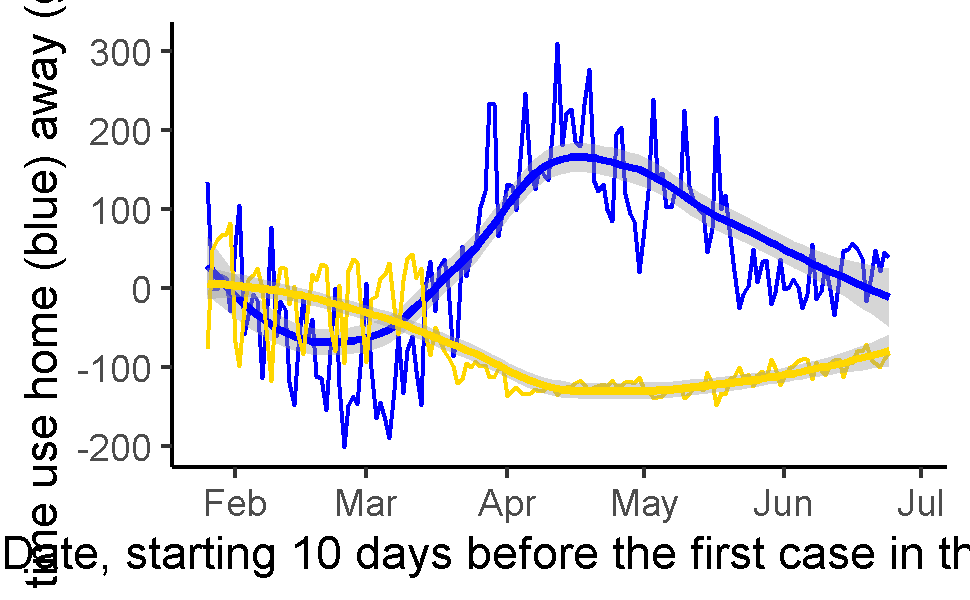 time use home (blue) away (
300
200
100
0
-100
-200
Feb Mar Apr May Jun Jul
Date, starting 10 days before the first case in th